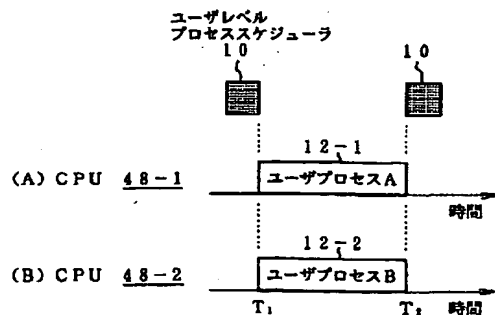 ユーザレベル
プロセススケジューラ
10 10
(A) CPU 48-1
12-1
ユーザプロセスA
時間
(B) CPU 48-2
12-2
ユーザプロセスB
T₁ T₂ 時間